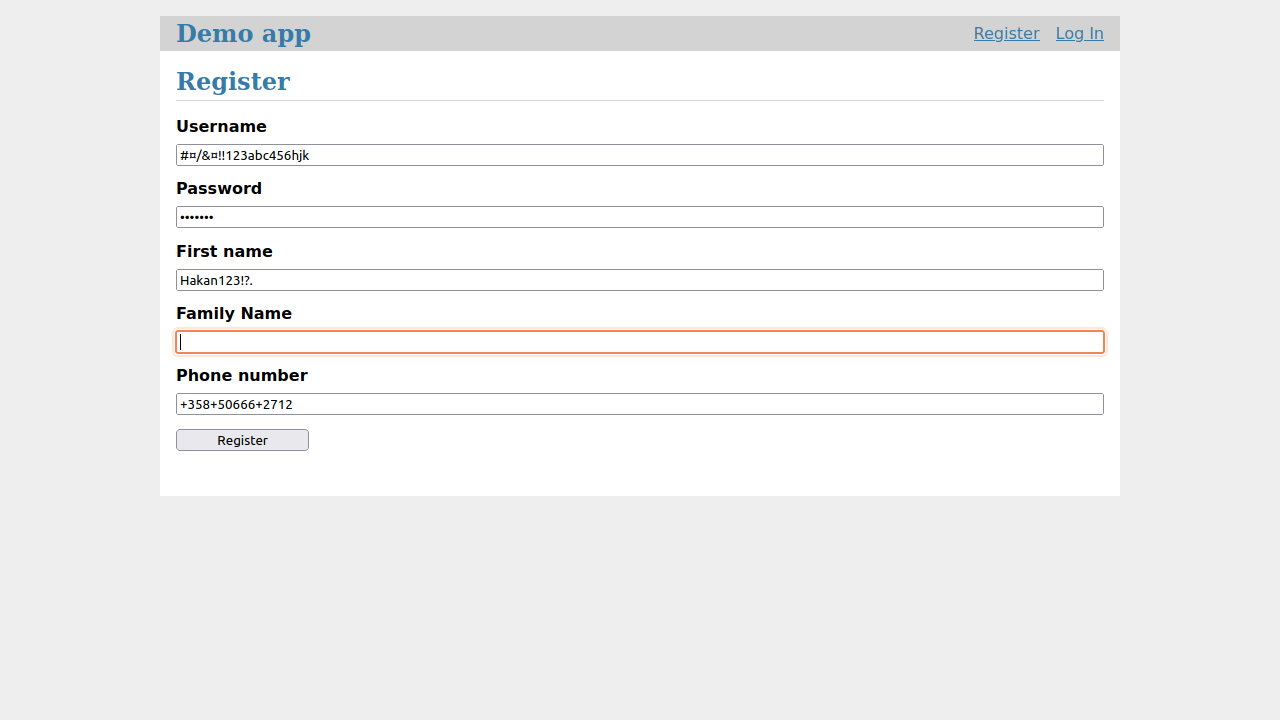 Demo app
Register Log In
Register
Username
#¤/&¤!!123abc456hjk
Password
•••••••
First name
Hakan123!?.
Family Name
Phone number
+358+50666+2712
Register